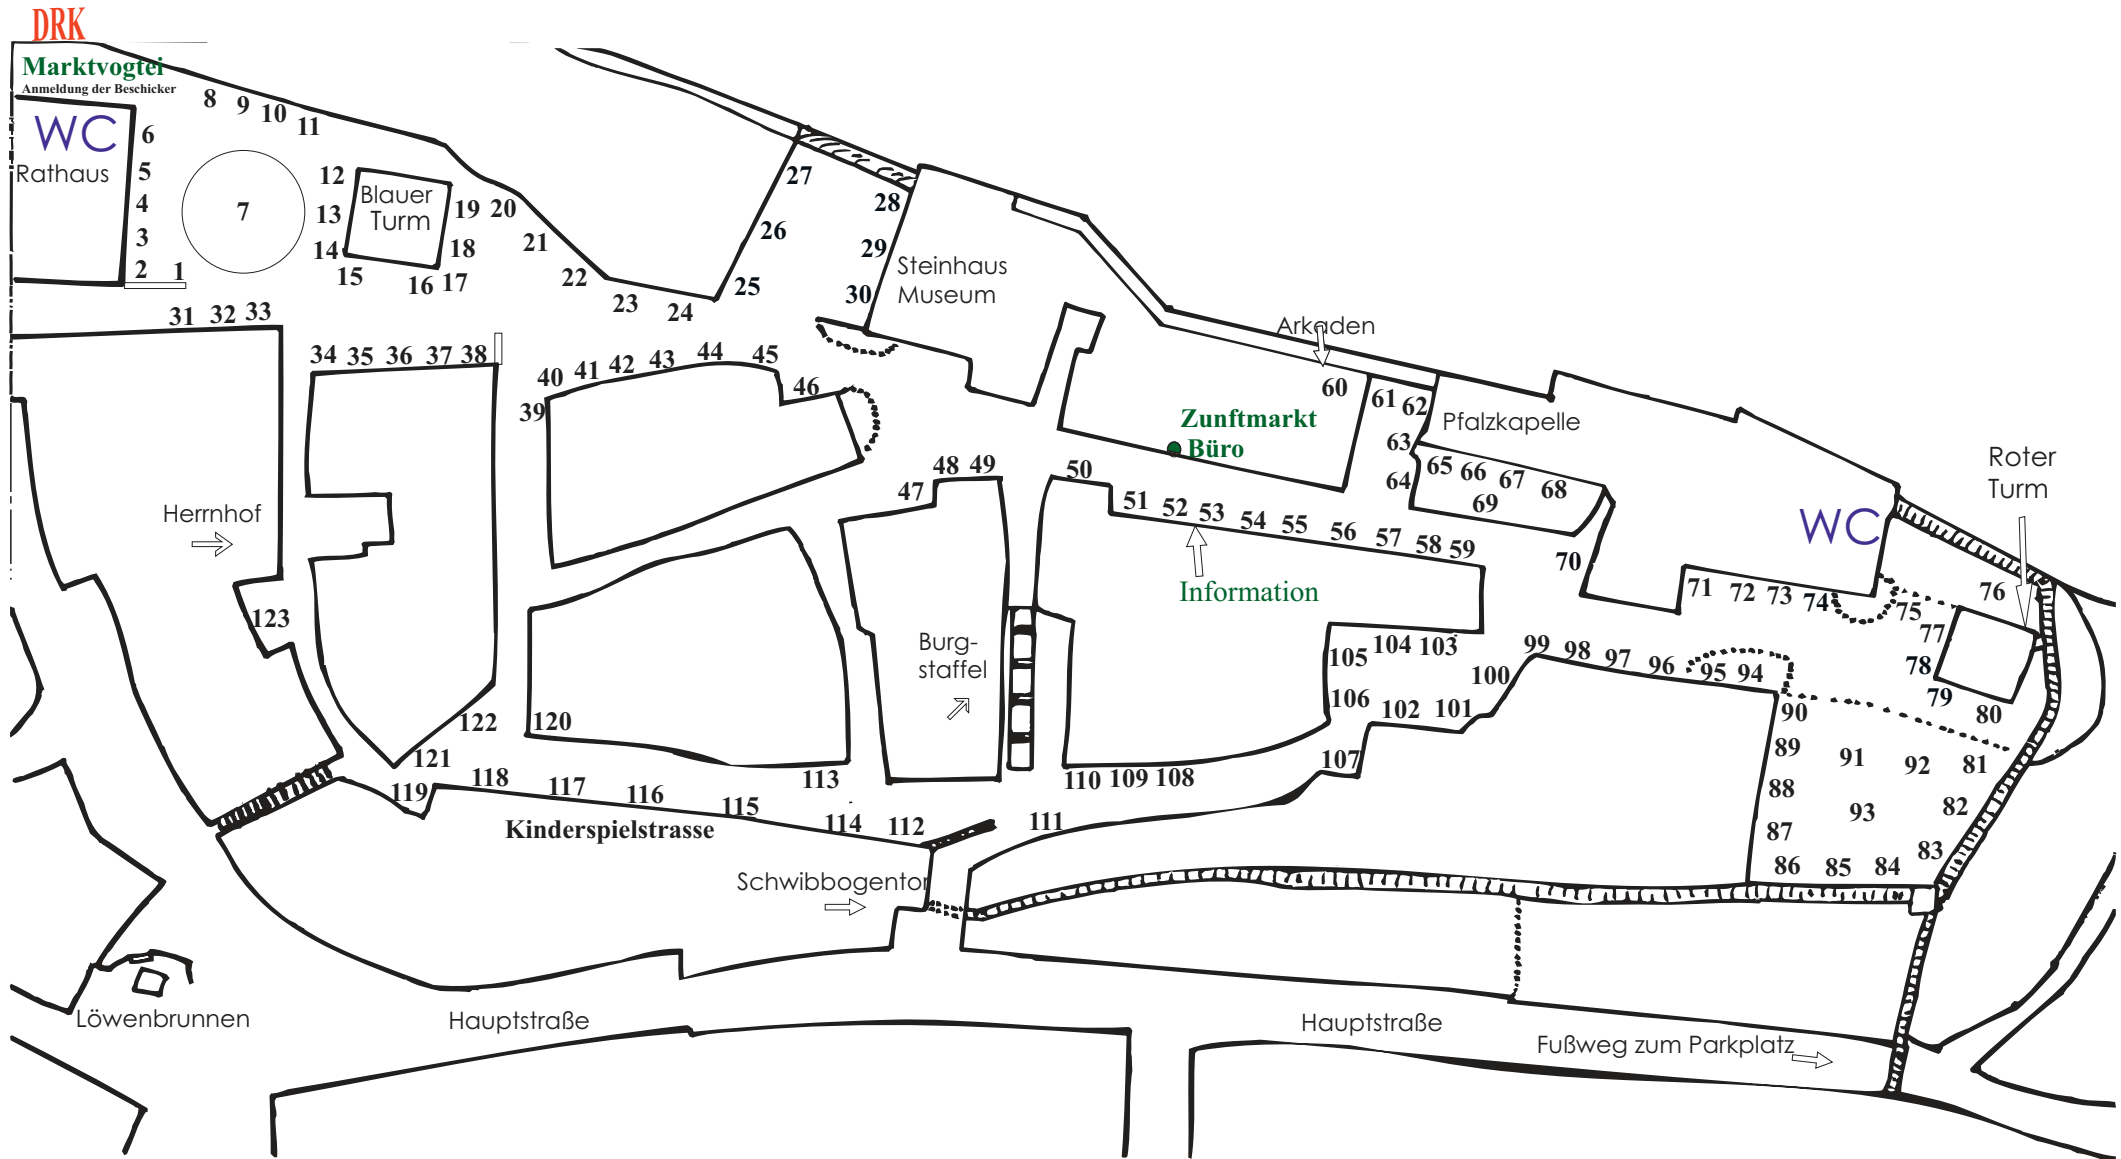 DRK
Marktvogtei
Anmeldung der Beschicker
WC
Rathaus
8 9 10 11
6
5
4
3
2 1
7
12
13
14
15
Blauer
Turm
16 17
18
19 20
21
22
23
24
25
26
27
28
29
30
Steinhaus
Museum
31 32 33
34 35 36 37 38
39
40 41 42 43 44 45
46
47
48 49
50
51 52 53 54 55 56 57 58 59
Arkaden
60
61 62
63
64
Zunftmarkt
Büro
Pfalzkapelle
65 66 67 68
69
70
71 72 73 74
75
76
WC
Roter
Turm
77
78
79
80
Information
Herrnhof
123
Burg-
staffel
105 104 103
106
102 101
100
99 98 97 96 95 94
90
89
88
87
86 85 84
83
82
81
91 92
93
107
122
121
120
119 118 117 116 115 114 112
113
110 109 108
111
Kinderspielstrasse
Schwibbogentor
Löwenbrunnen
Hauptstraße
Hauptstraße
Fußweg zum Parkplatz